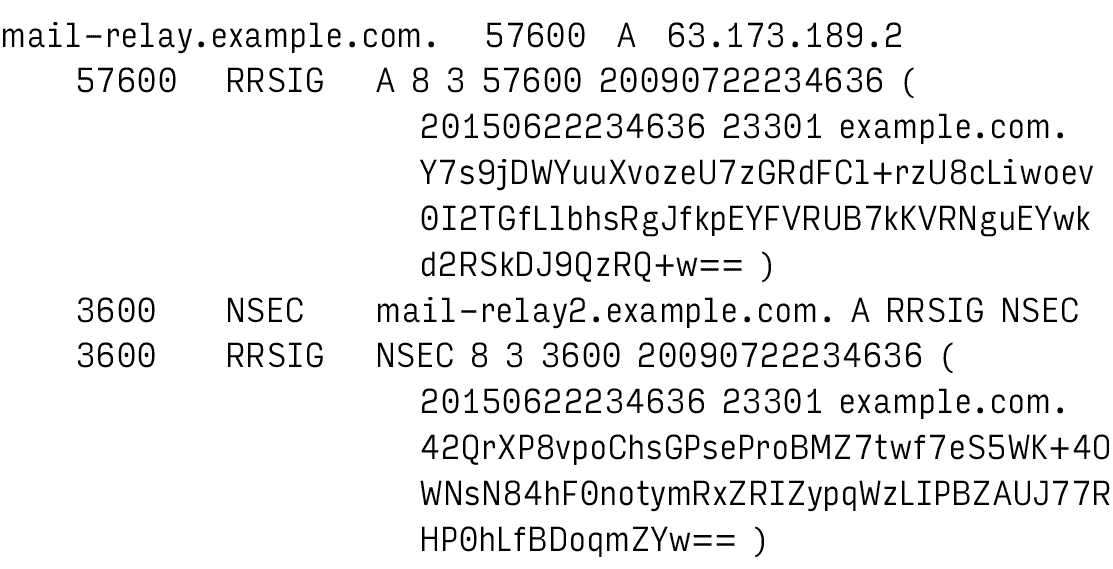 mail-relay.example.com. 57600 A 63.173.189.2
57600 RRSIG A 8 3 57600 20090722234636 (
20150622234636 23301 example.com.
Y7s9jDWYuuXvozeU7zGRdFCl+rzU8cLiwoev
0I2TGfLlbhsRgJfkpEYFVRUB7kKVRNguEYwk
d2RSkDJ9QzRQ+w== )
3600 NSEC mail-relay2.example.com. A RRSIG NSEC
3600 RRSIG NSEC 8 3 3600 20090722234636 (
20150622234636 23301 example.com.
42QrXP8vpoChsGPseProBMZ7twf7eS5WK+4O
WNsN84hF0notymRxZRIZypqWzLIPBZAUJ77R
HP0hLfBDoqmZYw== )